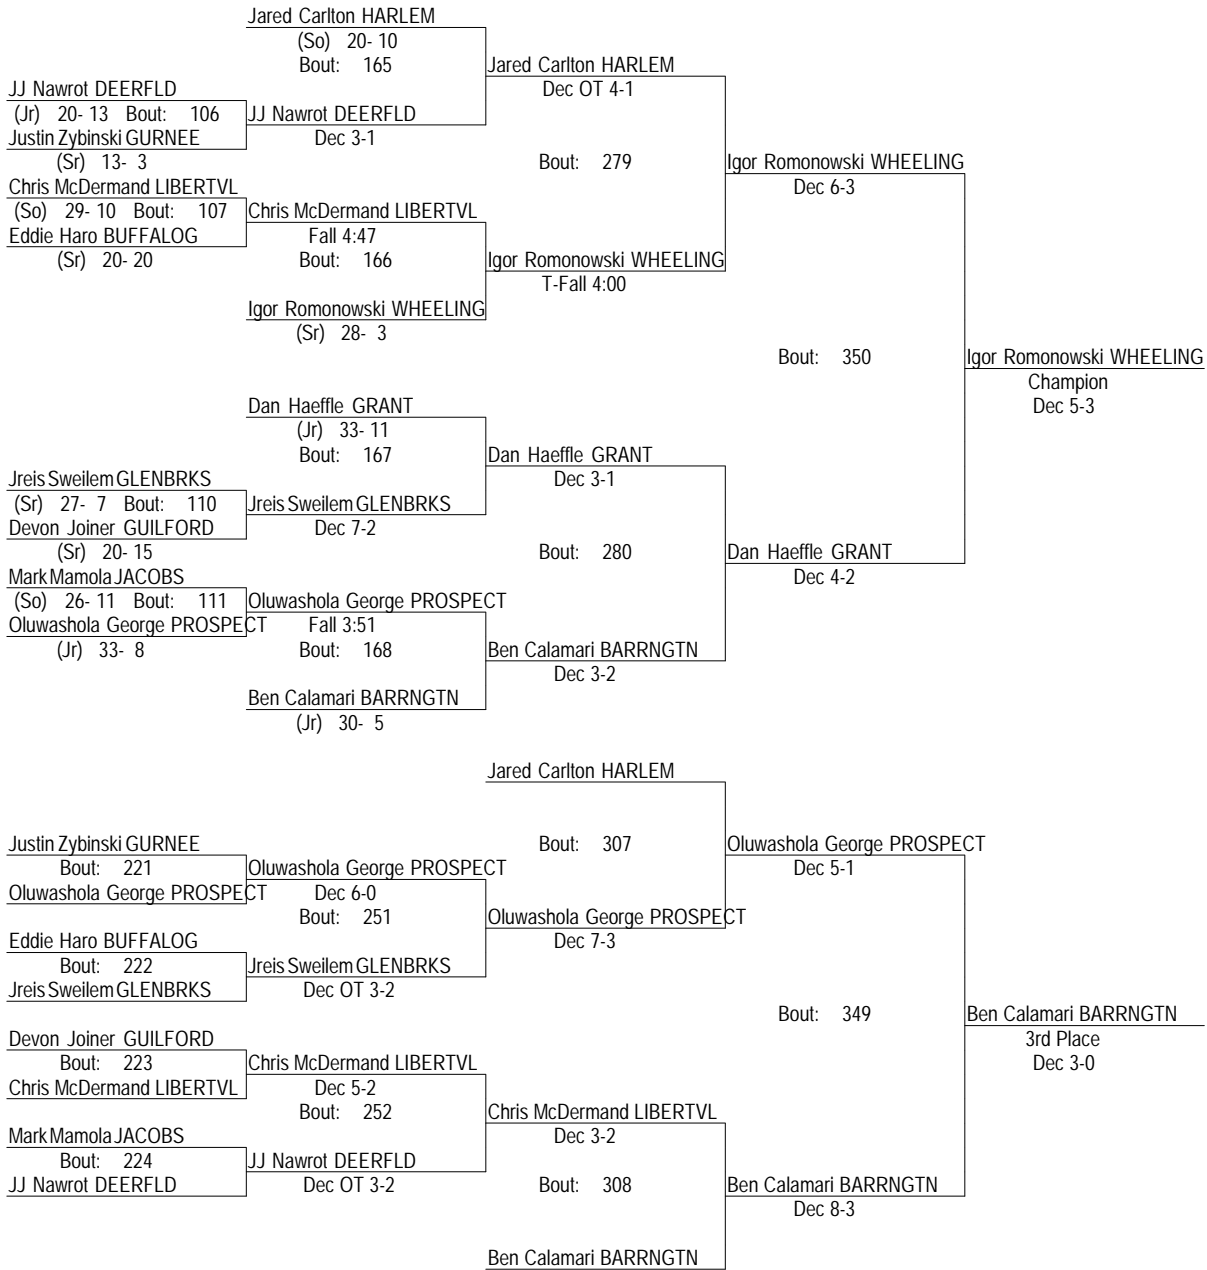 Jared Carlton HARLEM
(So) 20- 10
Bout: 165
Jared Carlton HARLEM
Dec OT 4-1
JJ Nawrot DEERFLD
(Jr) 20- 13 Bout: 106
JJ Nawrot DEERFLD
Dec 3-1
Justin Zybinski GURNEE
(Sr) 13- 3
Bout: 279
Igor Romonowski WHEELING
Dec 6-3
Chris McDermand LIBERTVL
(So) 29- 10 Bout: 107
Chris McDermand LIBERTVL
Fall 4:47
Eddie Haro BUFFALOG
(Sr) 20- 20
Bout: 166
Igor Romonowski WHEELING
T-Fall 4:00
Igor Romonowski WHEELING
(Sr) 28- 3
Bout: 350
Igor Romonowski WHEELING
Champion
Dec 5-3
Dan Haeffle GRANT
(Jr) 33- 11
Bout: 167
Dan Haeffle GRANT
Dec 3-1
Jreis Sweilem GLENBRKS
(Sr) 27- 7 Bout: 110
Jreis Sweilem GLENBRKS
Dec 7-2
Devon Joiner GUILFORD
(Sr) 20- 15
Bout: 280
Dan Haeffle GRANT
Dec 4-2
Mark Mamola JACOBS
(So) 26- 11 Bout: 111
Oluwashola George PROSPECT
Fall 3:51
Oluwashola George PROSPECT
(Jr) 33- 8
Bout: 168
Ben Calamari BARRNGTN
Dec 3-2
Ben Calamari BARRNGTN
(Jr) 30- 5
Jared Carlton HARLEM
Justin Zybinski GURNEE
Bout: 221
Oluwashola George PROSPECT
Oluwashola George PROSPECT
Dec 6-0
Bout: 307
Oluwashola George PROSPECT
Dec 5-1
Bout: 251
Oluwashola George PROSPECT
Dec 7-3
Eddie Haro BUFFALOG
Bout: 222
Jreis Sweilem GLENBRKS
Jreis Sweilem GLENBRKS
Dec OT 3-2
Bout: 349
Ben Calamari BARRNGTN
3rd Place
Dec 3-0
Devon Joiner GUILFORD
Bout: 223
Chris McDermand LIBERTVL
Chris McDermand LIBERTVL
Dec 5-2
Bout: 252
Chris McDermand LIBERTVL
Dec 3-2
Mark Mamola JACOBS
Bout: 224
JJ Nawrot DEERFLD
JJ Nawrot DEERFLD
Dec OT 3-2
Bout: 308
Ben Calamari BARRNGTN
Dec 8-3
Ben Calamari BARRNGTN